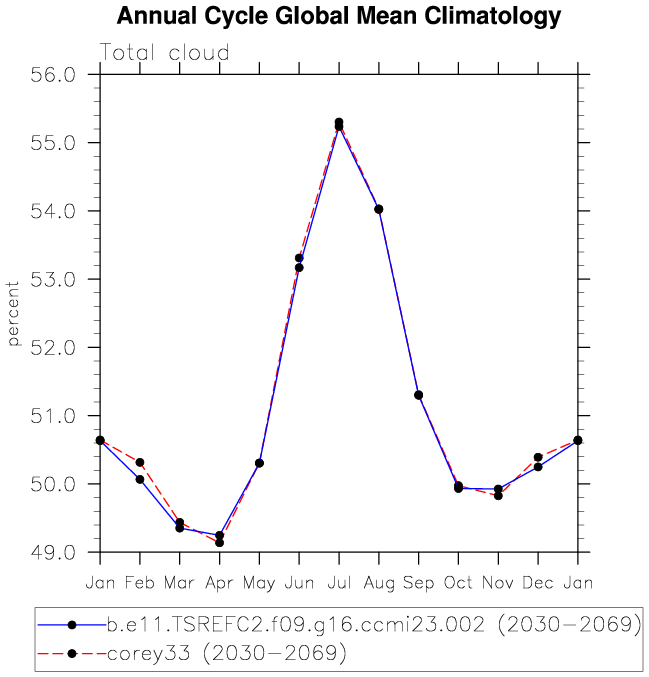 Annual Cycle Global Mean Climatology
Total cloud
56.0
55.0
54.0
53.0
52.0
51.0
50.0
49.0
percent
Jan Feb Mar Apr May Jun Jul Aug Sep Oct Nov Dec Jan
b.e11.TSREFC2.f09.g16.ccmi23.002 (2030-2069)
corey33 (2030-2069)